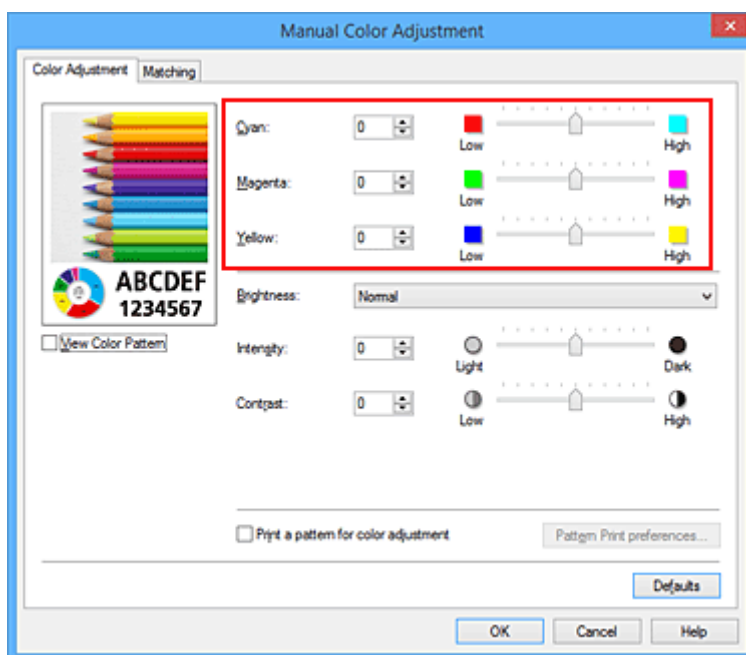 Manual Color Adjustment
Color Adjustment Matching
Cyan: 0 Low High
Magenta: 0 Low High
Yellow: 0 Low High
ABCDEF
1234567
View Color Pattern
Brightness: Normal
Intensity: 0 Light Dark
Contrast: 0 Low High
Print a pattern for color adjustment Pattern Print preferences...
Defaults
OK Cancel Help